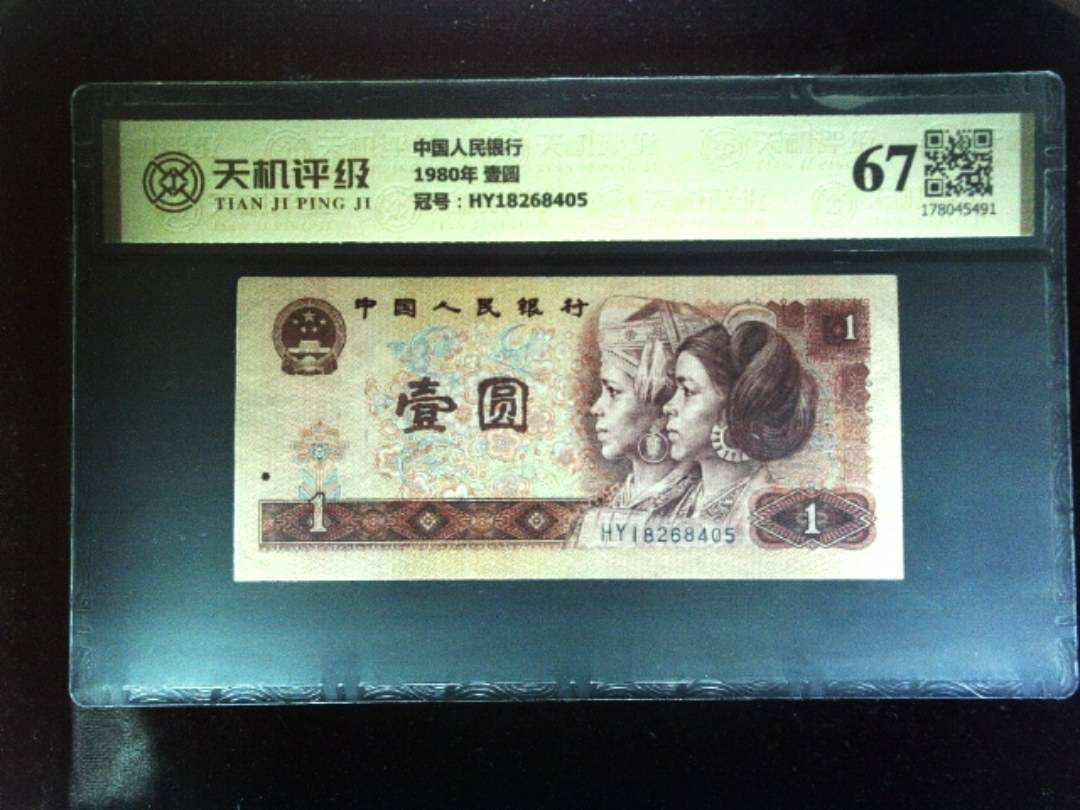 天机评级
TIAN JI PING JI
中国人民银行
1980年 壹圆
冠号：HY18268405
67
178045491
中国人民银行
1
壹圆
1
HY18268405
1